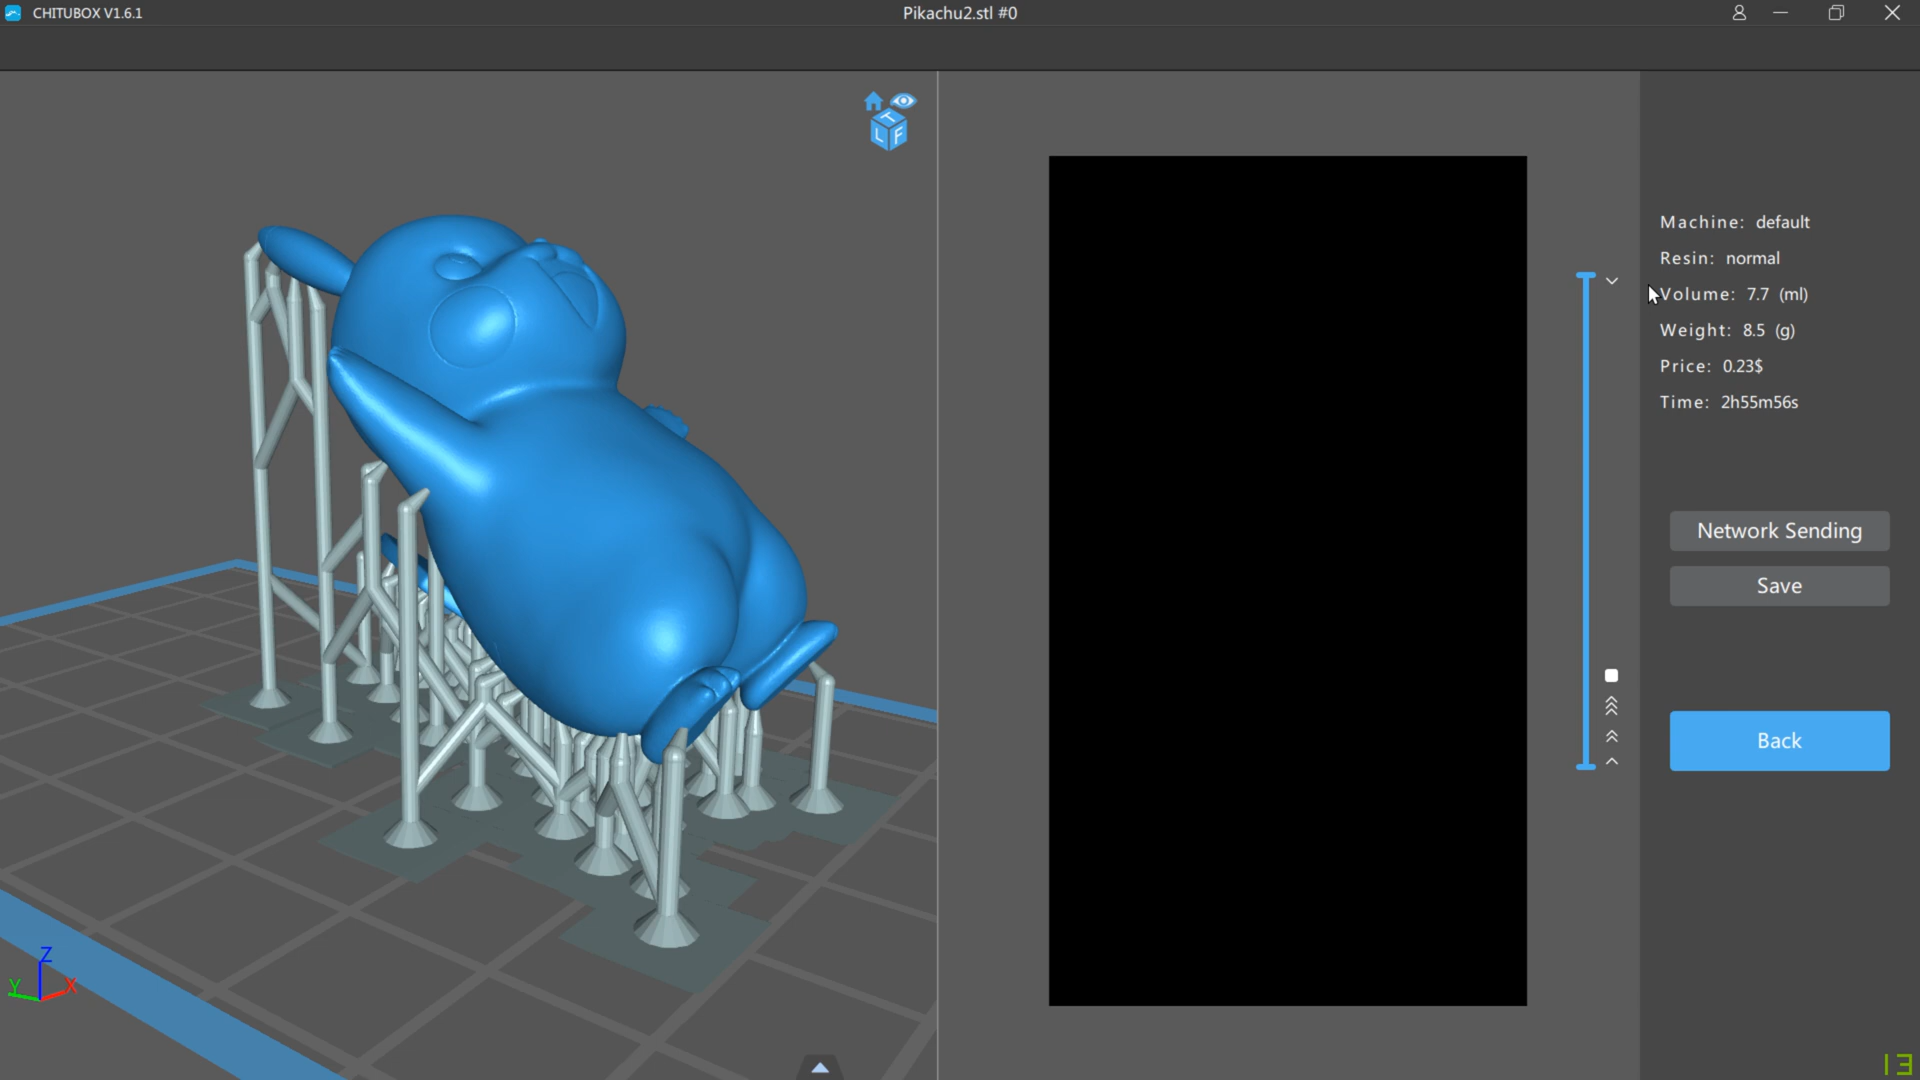 CHITUBOX V1.6.1
Pikachu2.stl #0
T
L F
Machine: default
Resin: normal
Volume: 7.7 (ml)
Weight: 8.5 (g)
Price: 0.23$
Time: 2h55m56s
Network Sending
Save
Back
Z
Y X
13